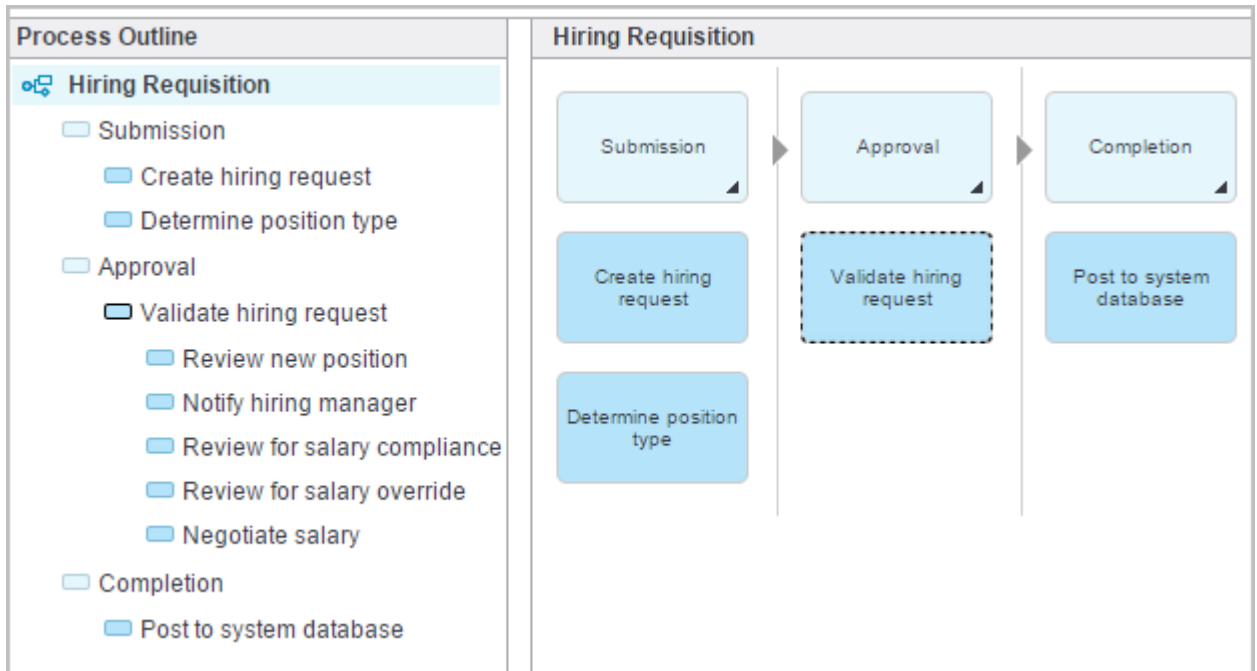 Process Outline
Hiring Requisition
Submission
Create hiring request
Determine position type
Approval
Validate hiring request
Review new position
Notify hiring manager
Review for salary compliance
Review for salary override
Negotiate salary
Completion
Post to system database
Hiring Requisition
Submission
Approval
Completion
Create hiring
request
Validate hiring
request
Post to system
database
Determine position
type